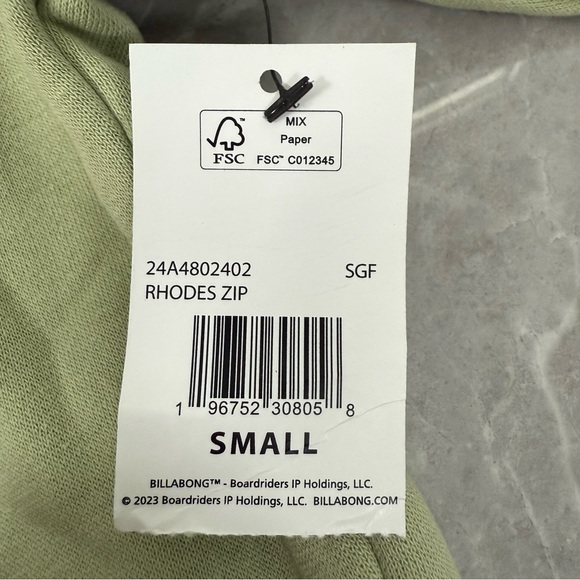 FSC
MIX
Paper
FSC™ C012345
24A4802402 SGF
RHODES ZIP
1 96752 30805 8
SMALL
BILLABONG™ - Boardriders IP Holdings, LLC.
© 2023 Boardriders IP Holdings, LLC. BILLABONG.COM